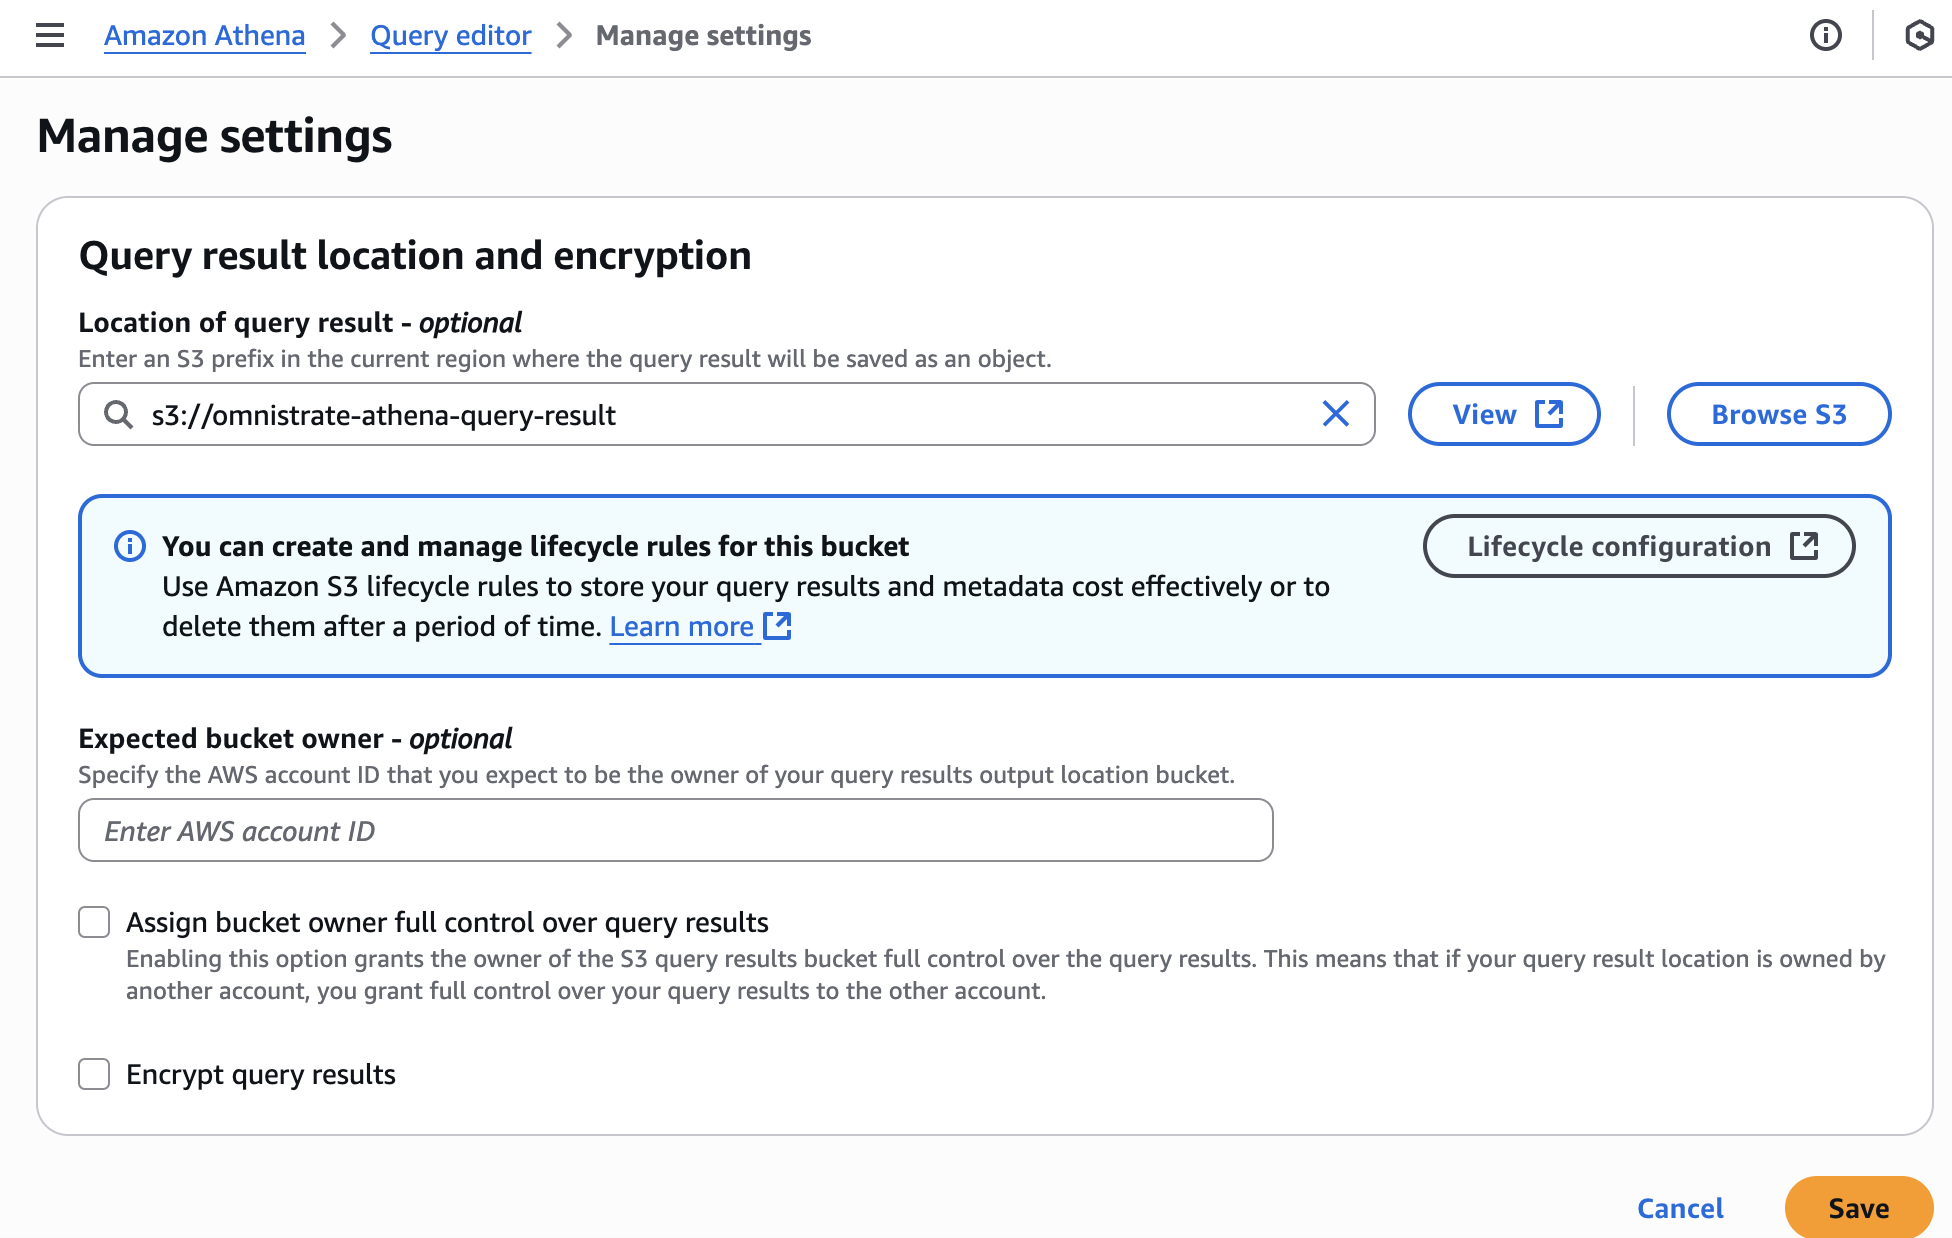 Amazon Athena > Query editor > Manage settings
Manage settings
Query result location and encryption
Location of query result - optional
Enter an S3 prefix in the current region where the query result will be saved as an object.
s3://omnistrate-athena-query-result
View
Browse S3
You can create and manage lifecycle rules for this bucket
Lifecycle configuration
Use Amazon S3 lifecycle rules to store your query results and metadata cost effectively or to
delete them after a period of time. Learn more
Expected bucket owner - optional
Specify the AWS account ID that you expect to be the owner of your query results output location bucket.
Enter AWS account ID
Assign bucket owner full control over query results
Enabling this option grants the owner of the S3 query results bucket full control over the query results. This means that if your query result location is owned by
another account, you grant full control over your query results to the other account.
Encrypt query results
Cancel
Save